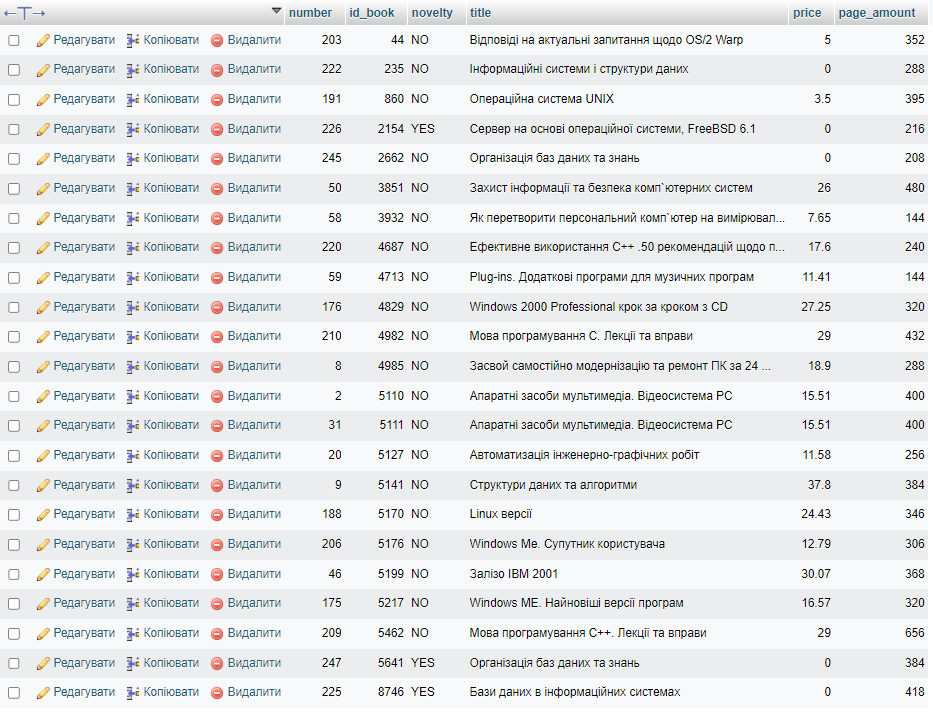 ←T→ number id_book novelty title price page_amount
Редагувати Копіювати Видалити 203 44 NO Відповіді на актуальні запитання щодо OS/2 Warp 5 352
Редагувати Копіювати Видалити 222 235 NO Інформаційні системи і структури даних 0 288
Редагувати Копіювати Видалити 191 860 NO Операційна система UNIX 3.5 395
Редагувати Копіювати Видалити 226 2154 YES Сервер на основі операційної системи, FreeBSD 6.1 0 216
Редагувати Копіювати Видалити 245 2662 NO Організація баз даних та знань 0 208
Редагувати Копіювати Видалити 50 3851 NO Захист інформації та безпека комп`ютерних систем 26 480
Редагувати Копіювати Видалити 58 3932 NO Як перетворити персональний комп`ютер на вимірювал... 7.65 144
Редагувати Копіювати Видалити 220 4687 NO Ефективне використання C++ .50 рекомендацій щодо п... 17.6 240
Редагувати Копіювати Видалити 59 4713 NO Plug-ins. Додаткові програми для музичних програм 11.41 144
Редагувати Копіювати Видалити 176 4829 NO Windows 2000 Professional крок за кроком з CD 27.25 320
Редагувати Копіювати Видалити 210 4982 NO Мова програмування С. Лекції та вправи 29 432
Редагувати Копіювати Видалити 8 4985 NO Засвой самостійно модернізацію та ремонт ПК за 24 ... 18.9 288
Редагувати Копіювати Видалити 2 5110 NO Апаратні засоби мультимедіа. Відеосистема РС 15.51 400
Редагувати Копіювати Видалити 31 5111 NO Апаратні засоби мультимедіа. Відеосистема РС 15.51 400
Редагувати Копіювати Видалити 20 5127 NO Автоматизація інженерно-графічних робіт 11.58 256
Редагувати Копіювати Видалити 9 5141 NO Структури даних та алгоритми 37.8 384
Редагувати Копіювати Видалити 188 5170 NO Linux версії 24.43 346
Редагувати Копіювати Видалити 206 5176 NO Windows Me. Супутник користувача 12.79 306
Редагувати Копіювати Видалити 46 5199 NO Залізо IBM 2001 30.07 368
Редагувати Копіювати Видалити 175 5217 NO Windows ME. Найновіші версії програм 16.57 320
Редагувати Копіювати Видалити 209 5462 NO Мова програмування С++. Лекції та вправи 29 656
Редагувати Копіювати Видалити 247 5641 YES Організація баз даних та знань 0 384
Редагувати Копіювати Видалити 225 8746 YES Бази даних в інформаційних системах 0 418